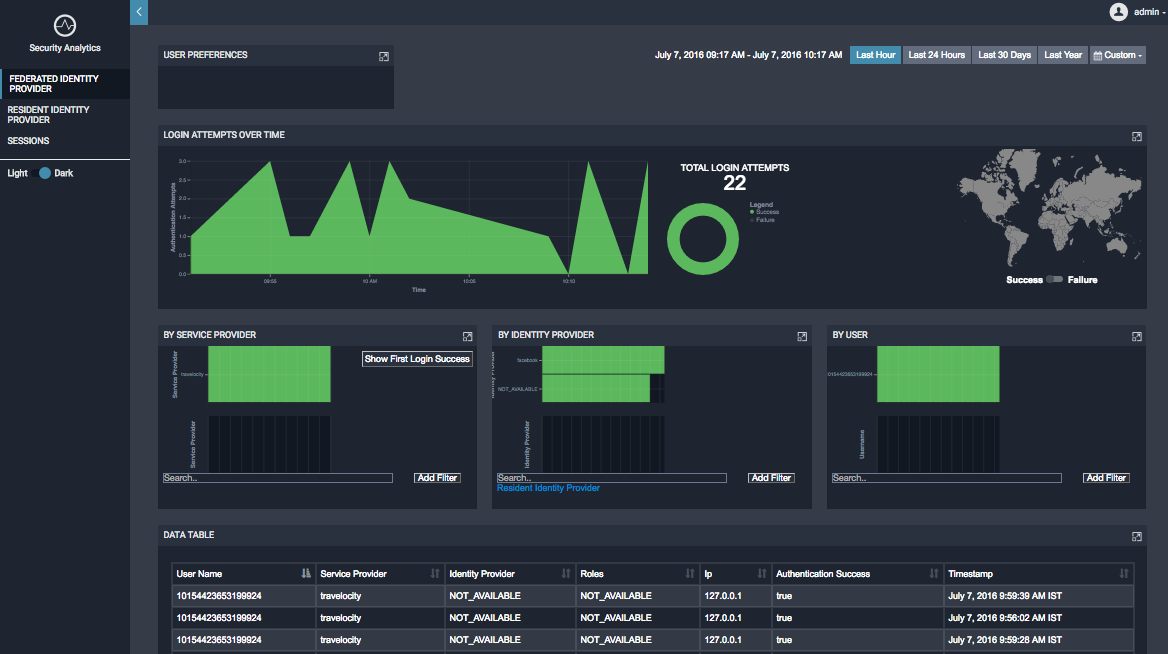 Security Analytics
FEDERATED IDENTITY
PROVIDER
RESIDENT IDENTITY
PROVIDER
SESSIONS
Light Dark
admin
USER PREFERENCES
July 7, 2016 09:17 AM - July 7, 2016 10:17 AM Last Hour Last 24 Hours Last 30 Days Last Year Custom
LOGIN ATTEMPTS OVER TIME
Authentication Attempts
3.0
2.5
2.0
1.5
1.0
0.5
0.0
09:55 10 AM 10:05 10:10
Time
TOTAL LOGIN ATTEMPTS
22
Legend
Success
Failure
Success Failure
BY SERVICE PROVIDER
Service Provider
travelocity
Show First Login Success
Service Provider
Search.. Add Filter
BY IDENTITY PROVIDER
facebook
NOT_AVAILABLE
Identity Provider
Search.. Add Filter
Resident Identity Provider
BY USER
10154423653199924
Username
Search.. Add Filter
DATA TABLE
User Name Service Provider Identity Provider Roles Ip Authentication Success Timestamp
10154423653199924 travelocity NOT_AVAILABLE NOT_AVAILABLE 127.0.0.1 true July 7, 2016 9:59:39 AM IST
10154423653199924 travelocity NOT_AVAILABLE NOT_AVAILABLE 127.0.0.1 true July 7, 2016 9:56:02 AM IST
10154423653199924 travelocity NOT_AVAILABLE NOT_AVAILABLE 127.0.0.1 true July 7, 2016 9:59:28 AM IST